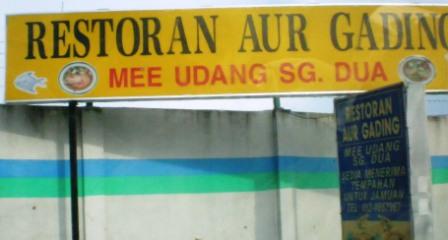 RESTORAN AUR GADING
MEE UDANG SG. DUA
RESTORAN
AUR GADING
MEE UDANG
SG. DUA
SEDIA MENERIMA
TEMPAHAN
UNTUK JAMUAN
TEL